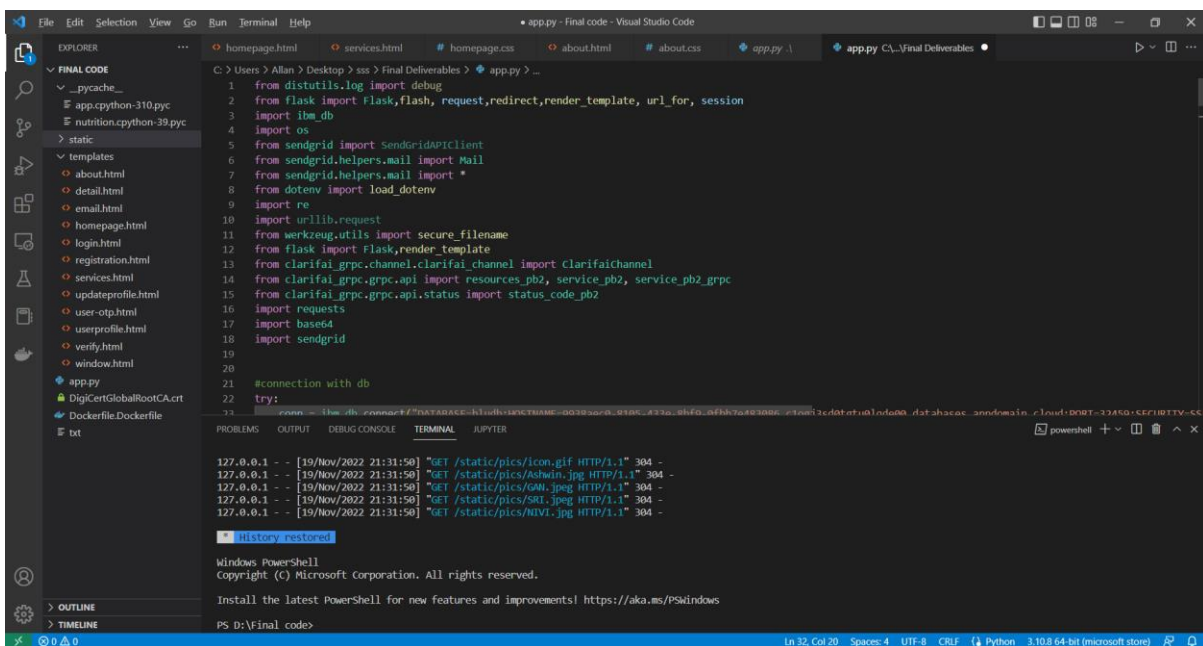 File Edit Selection View Go Run Terminal Help
● app.py - Final code - Visual Studio Code
EXPLORER
FINAL CODE
__pycache__
app.cpython-310.pyc
nutrition.cpython-39.pyc
static
templates
about.html
detail.html
email.html
homepage.html
login.html
registration.html
services.html
updateprofile.html
user-otp.html
userprofile.html
verify.html
window.html
app.py
DigiCertGlobalRootCA.crt
Dockerfile.Dockerfile
txt
OUTLINE
TIMELINE
homepage.html services.html homepage.css about.html about.css app.py .\ app.py C:\...\Final Deliverables ●
C: > Users > Allan > Desktop > sss > Final Deliverables > app.py > ...
1 from distutils.log import debug
2 from flask import Flask,flash, request,redirect,render_template, url_for, session
3 import ibm_db
4 import os
5 from sendgrid import SendGridAPIClient
6 from sendgrid.helpers.mail import Mail
7 from sendgrid.helpers.mail import *
8 from dotenv import load_dotenv
9 import re
10 import urllib.request
11 from werkzeug.utils import secure_filename
12 from flask import Flask,render_template
13 from clarifai_grpc.channel.clarifai_channel import ClarifaiChannel
14 from clarifai_grpc.grpc.api import resources_pb2, service_pb2, service_pb2_grpc
15 from clarifai_grpc.grpc.api.status import status_code_pb2
16 import requests
17 import base64
18 import sendgrid
19
20
21 #connection with db
22 try:
23 conn = ibm_db.connect("DATABASE=bludb;
PROBLEMS OUTPUT DEBUG CONSOLE TERMINAL JUPYTER
powershell
127.0.0.1 - - [19/Nov/2022 21:31:50] "GET /static/pics/icon.gif HTTP/1.1" 304 -
127.0.0.1 - - [19/Nov/2022 21:31:50] "GET /static/pics/Ashwin.jpg HTTP/1.1" 304 -
127.0.0.1 - - [19/Nov/2022 21:31:50] "GET /static/pics/GAN.jpeg HTTP/1.1" 304 -
127.0.0.1 - - [19/Nov/2022 21:31:50] "GET /static/pics/SRI.jpeg HTTP/1.1" 304 -
127.0.0.1 - - [19/Nov/2022 21:31:50] "GET /static/pics/NIVI.jpg HTTP/1.1" 304 -
* History restored
Windows PowerShell
Copyright (C) Microsoft Corporation. All rights reserved.
Install the latest PowerShell for new features and improvements! https://aka.ms/PSWindows
PS D:\Final code>
0 0 Ln 32, Col 20 Spaces: 4 UTF-8 CRLF Python 3.10.8 64-bit (microsoft store)